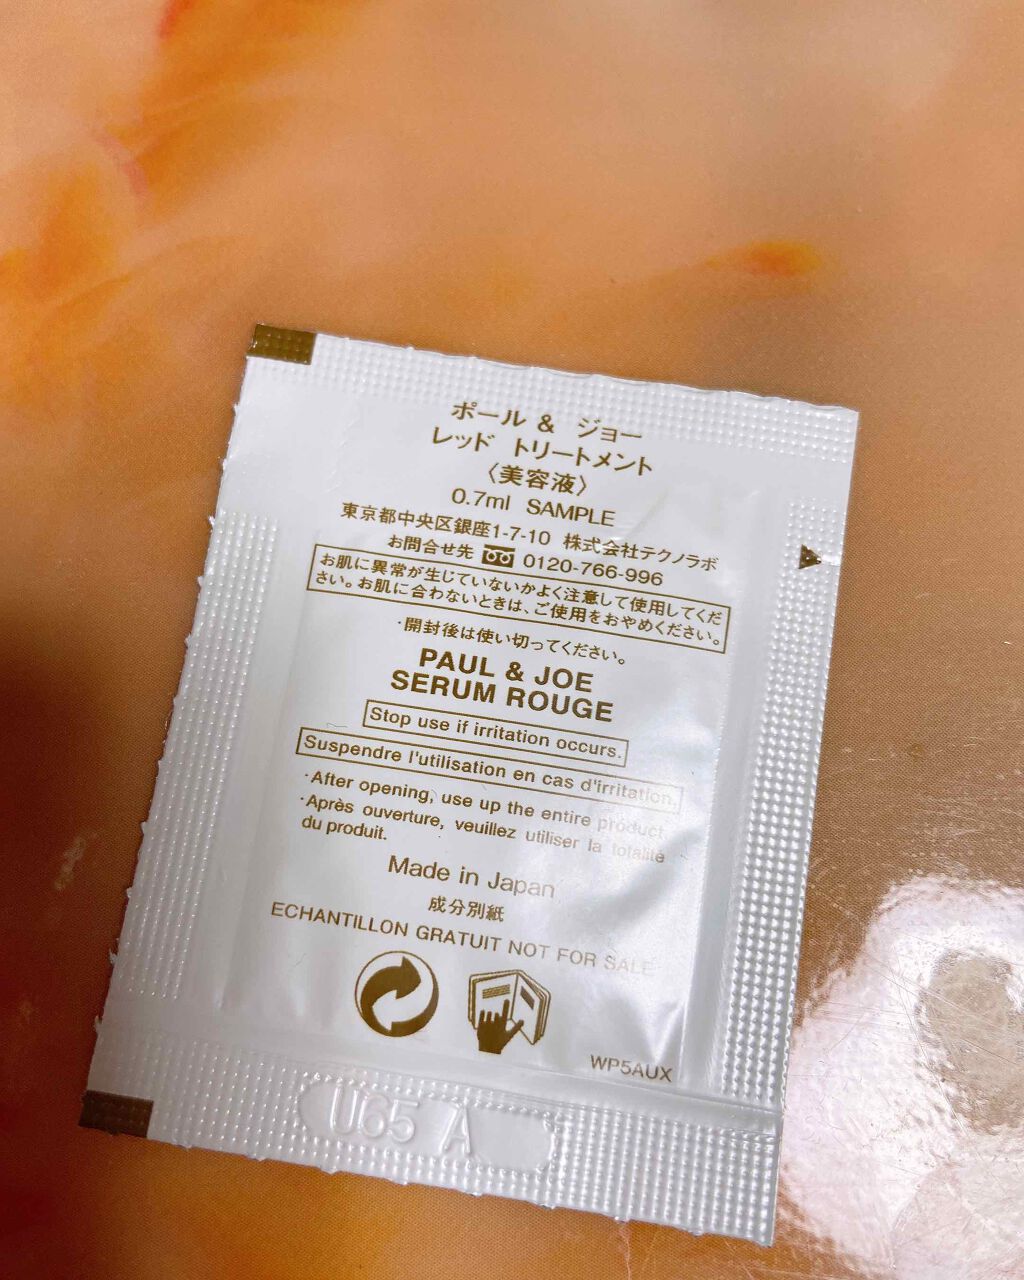 ポール & ジョー
レッド トリートメント
〈美容液〉
0.7ml SAMPLE
東京都中央区銀座1-7-10 株式会社テクノラボ
お問合せ先 0120-766-996
お肌に異常が生じていないかよく注意して使用してくだ
さい。お肌に合わないときは、ご使用をおやめください。
・開封後は使い切ってください。
PAUL & JOE
SERUM ROUGE
Stop use if irritation occurs.
Suspendre l'utilisation en cas d'irritation.
・After opening, use up the entire product
・Après ouverture, veuillez utiliser la totalité
du produit.
Made in Japan
成分別紙
ECHANTILLON GRATUIT NOT FOR SALE
WP5AUX
U65 A